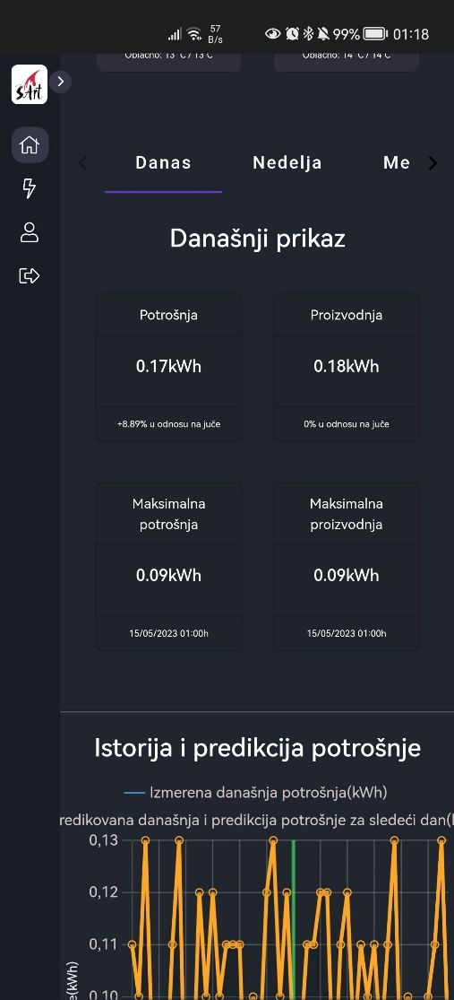 57
B/s
99%
01:18
Oblačno: 13°C / 13°C
Oblačno: 14°C / 14°C
S'Art
Danas
Nedelja
Me
Današnji prikaz
Potrošnja
Proizvodnja
0.17kWh
0.18kWh
+8.89% u odnosu na juče
0% u odnosu na juče
Maksimalna
potrošnja
Maksimalna
proizvodnja
0.09kWh
0.09kWh
15/05/2023 01:00h
15/05/2023 01:00h
Istorija i predikcija potrošnje
Izmerena današnja potrošnja(kWh)
redikovana današnja i predikcija potrošnje za sledeći dan(
0,13
0,12
0,11
0,10
e(kWh)